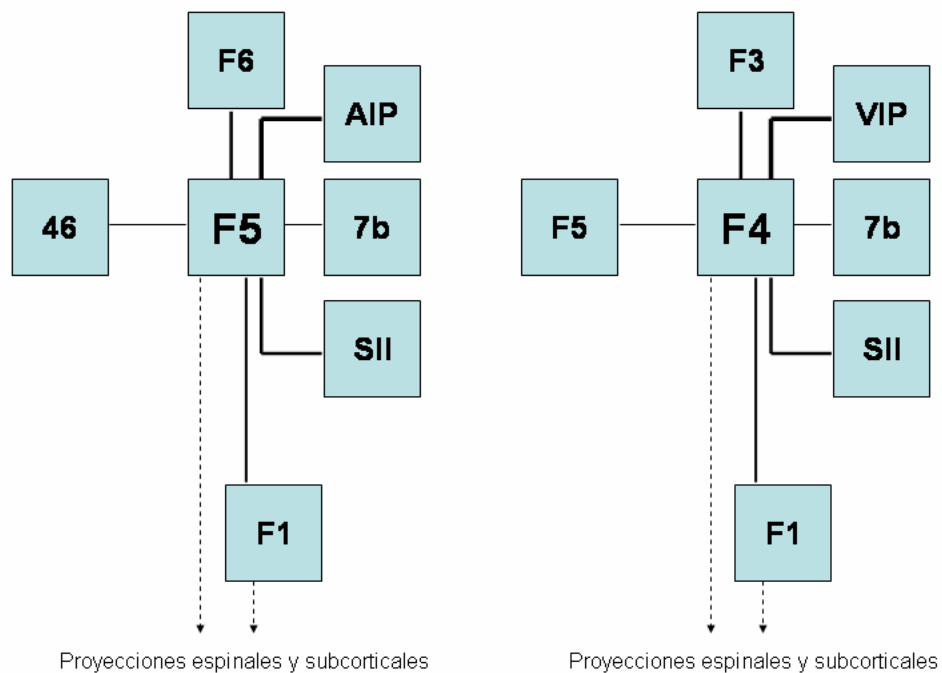 F6
AIP
46
F5
7b
SII
F1
Proyecciones espinales y subcorticales
F3
VIP
F5
F4
7b
SII
F1
Proyecciones espinales y subcorticales